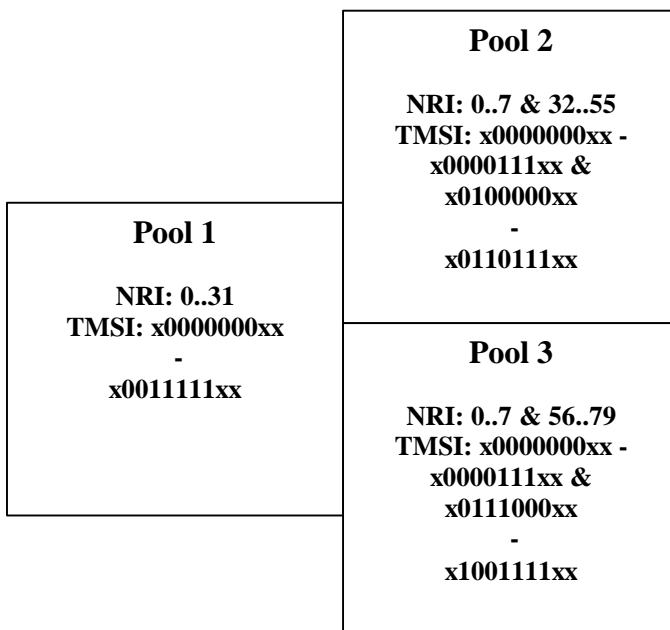 Pool 1
NRI: 0..31
TMSI: x0000000xx
-
x0011111xx
Pool 2
NRI: 0..7 & 32..55
TMSI: x0000000xx -
x0000111xx &
x0100000xx
-
x0110111xx
Pool 3
NRI: 0..7 & 56..79
TMSI: x0000000xx -
x0000111xx &
x0111000xx
-
x1001111xx